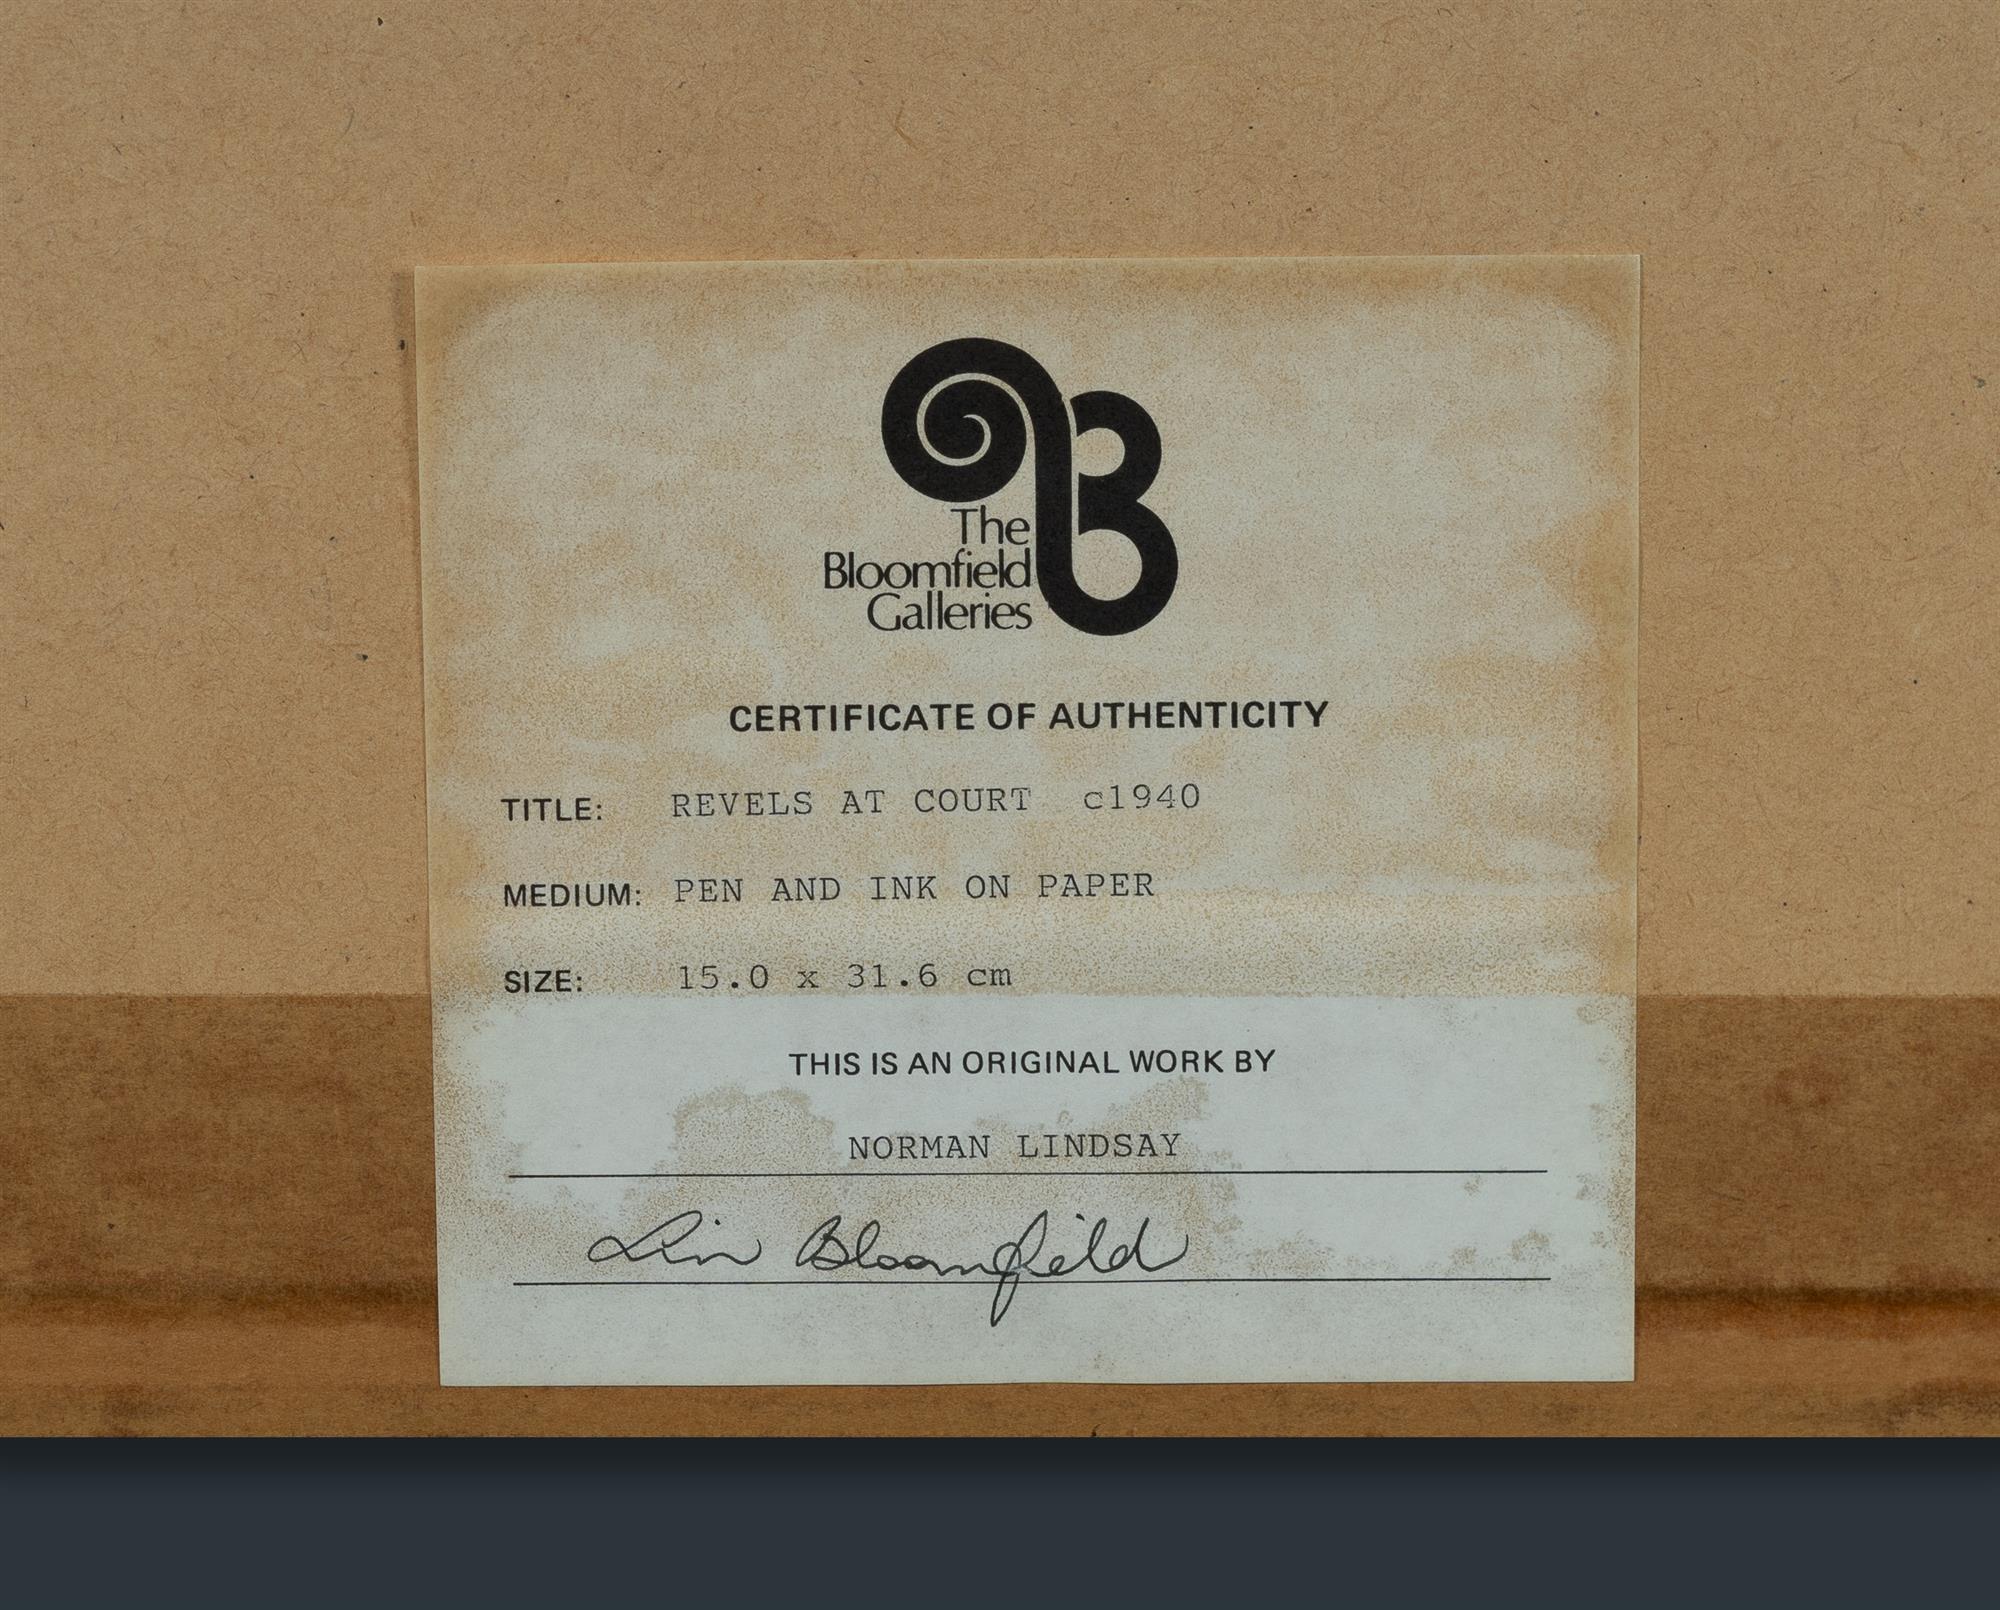 The
Bloomfield
Galleries
CERTIFICATE OF AUTHENTICITY
TITLE: REVELS AT COURT c1940
MEDIUM: PEN AND INK ON PAPER
SIZE: 15.0 x 31.6 cm
THIS IS AN ORIGINAL WORK BY
NORMAN LINDSAY
Lin Bloomfield